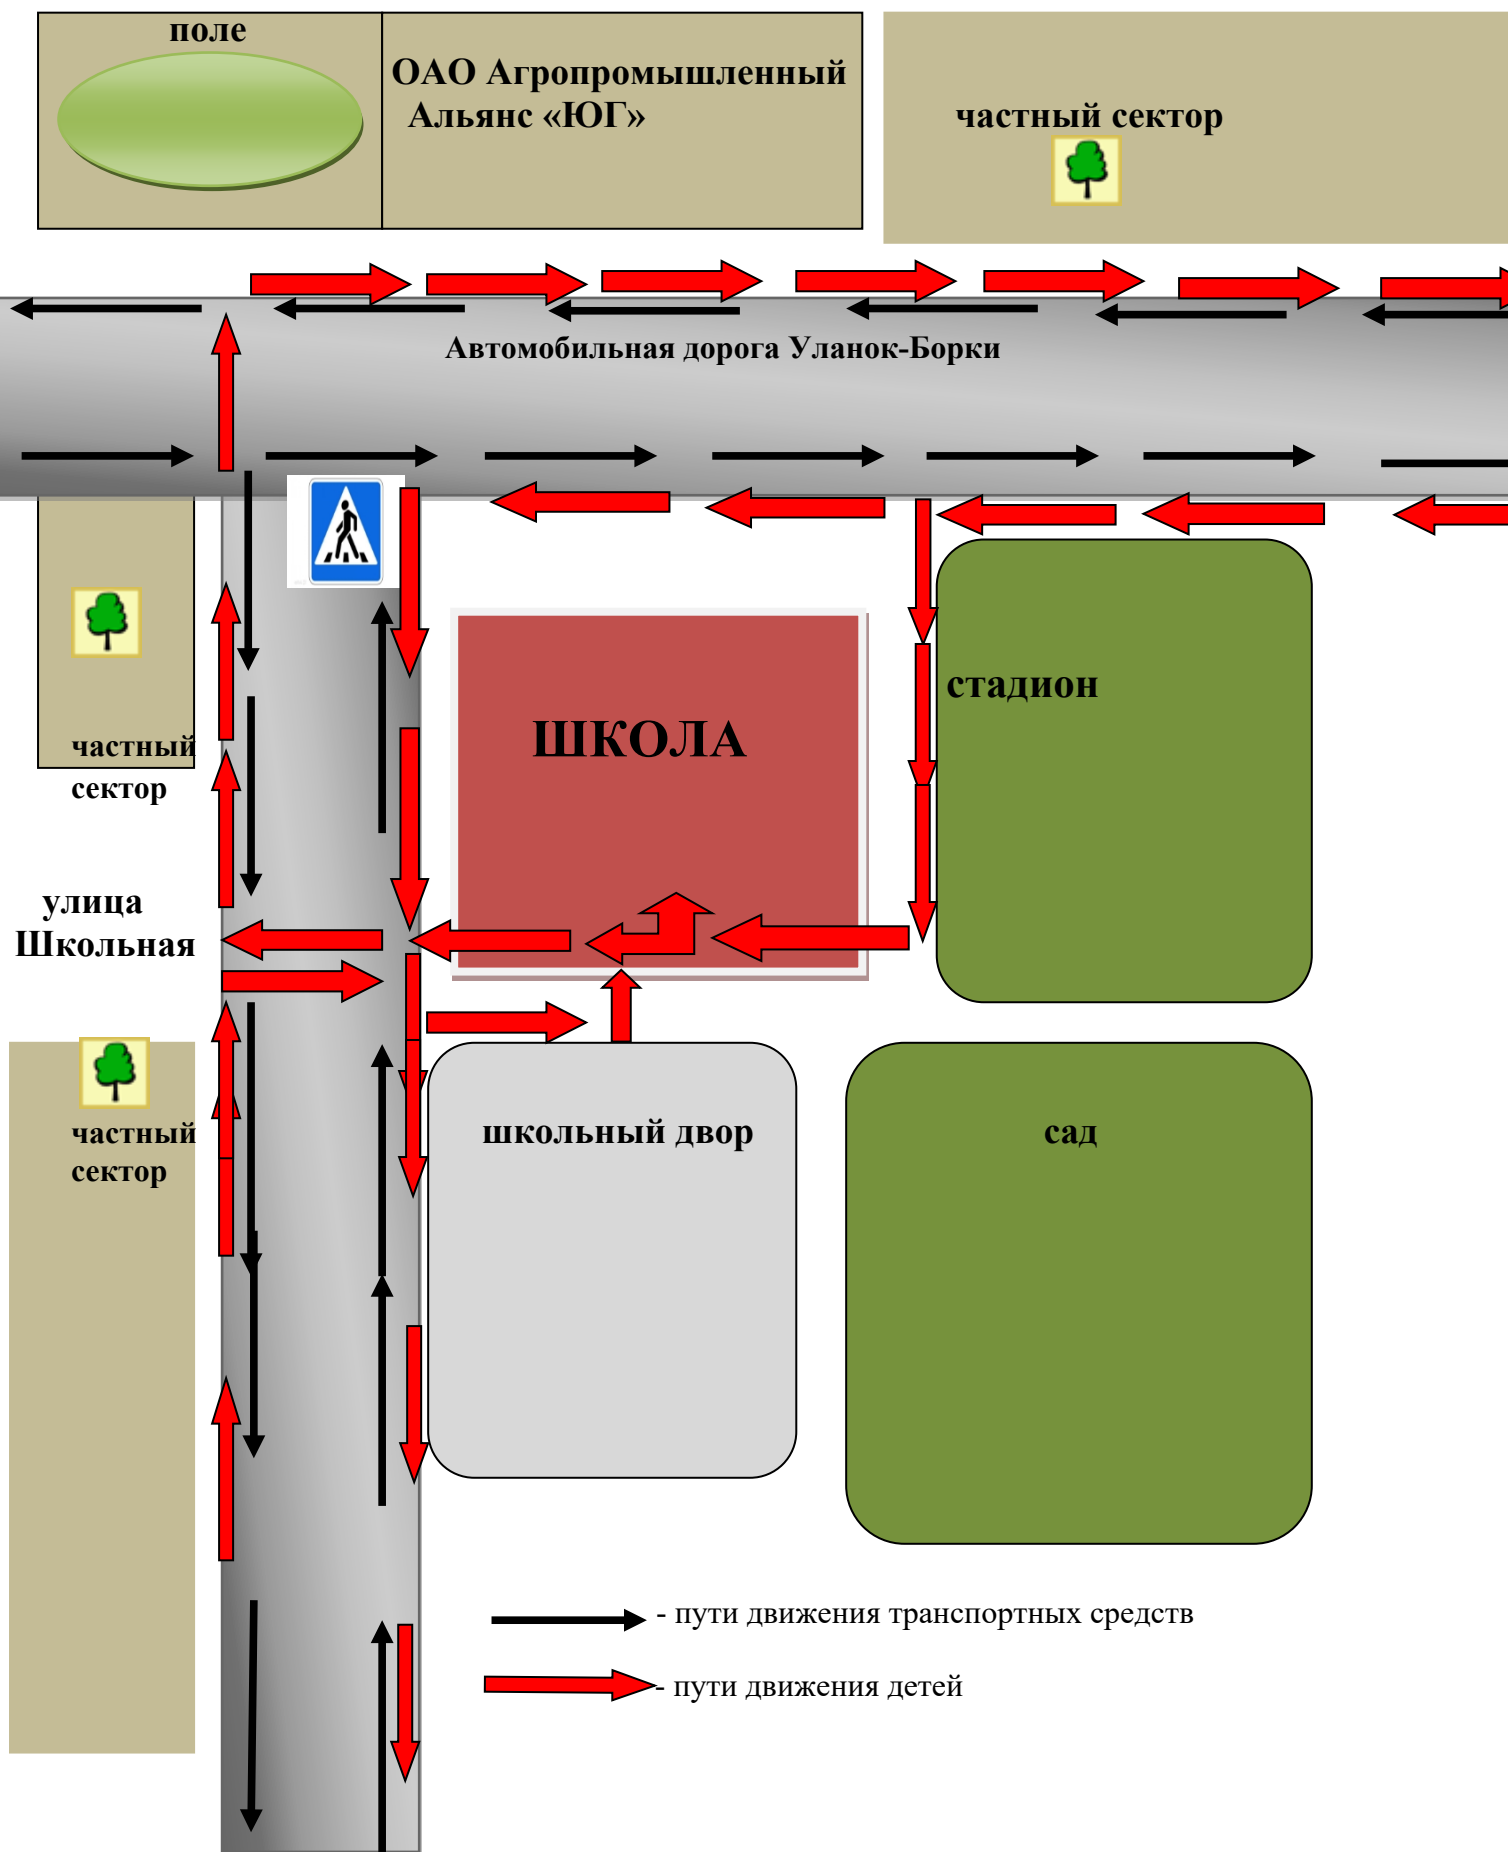 поле
ОАО Агропромышленный
Альянс «ЮГ»
частный сектор
Автомобильная дорога Уланок-Борки
стадион
ШКОЛА
частный
сектор
улица
Школьная
частный
сектор
школьный двор
сад
- пути движения транспортных средств
- пути движения детей